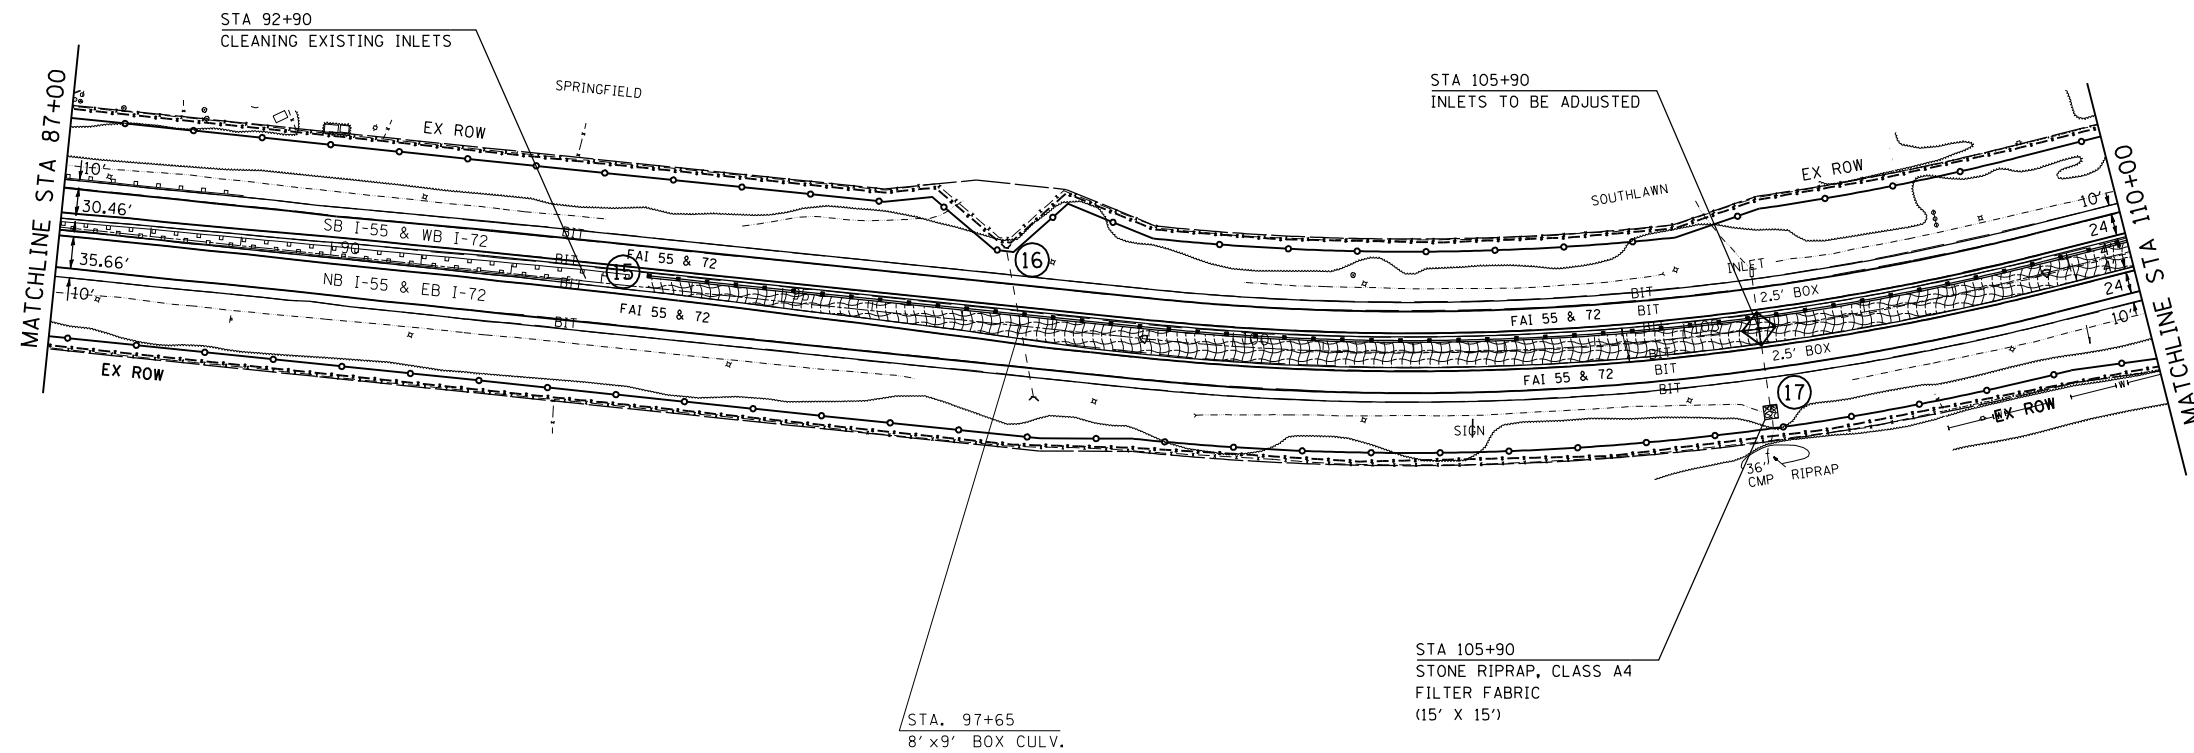 STA 92+90
CLEANING EXISTING INLETS
SPRINGFIELD
STA 105+90
INLETS TO BE ADJUSTED
MATCHLINE STA 87+00
EX ROW
EX ROW
SOUTHLAWN
MATCHLINE STA 110+00
10'
10'
30.46'
SB I-55 & WB I-72
BIT
24'
90
BIT
FAI 55 & 72
16
INLET
15
35.66'
NB I-55 & EB I-72
BIT
BIT
2.5' BOX
24'
10'
FAI 55 & 72
BIT
FAI 55 & 72
BIT
100
10'
BIT
2.5' BOX
EX ROW
FAI 55 & 72
BIT
BIT
17
SIGN
EX ROW
W
36'
CMP
RIPRAP
STA 105+90
STONE RIPRAP, CLASS A4
FILTER FABRIC
(15' X 15')
STA. 97+65
8'x9' BOX CULV.